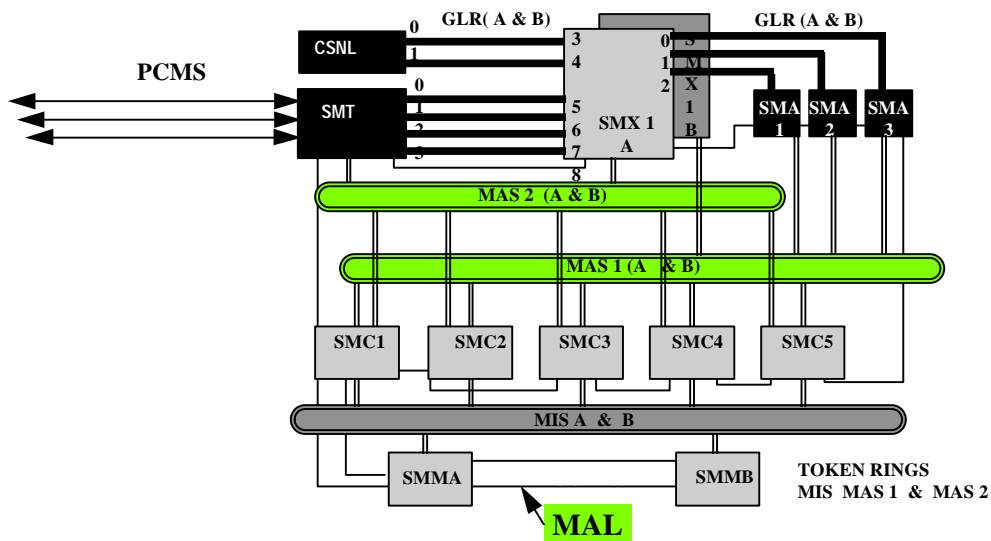 GLR( A & B)
GLR (A & B)
0
1
CSNL
3
4
0
1
2
S
M
X
1
B
PCMS
0
1
2
3
SMT
5
6
7
8
SMX 1
A
SMA
1
SMA
2
SMA
3
MAS 2 (A & B)
MAS 1 (A & B)
SMC1
SMC2
SMC3
SMC4
SMC5
MIS A & B
SMMA
SMMB
TOKEN RINGS
MIS MAS 1 & MAS 2
MAL